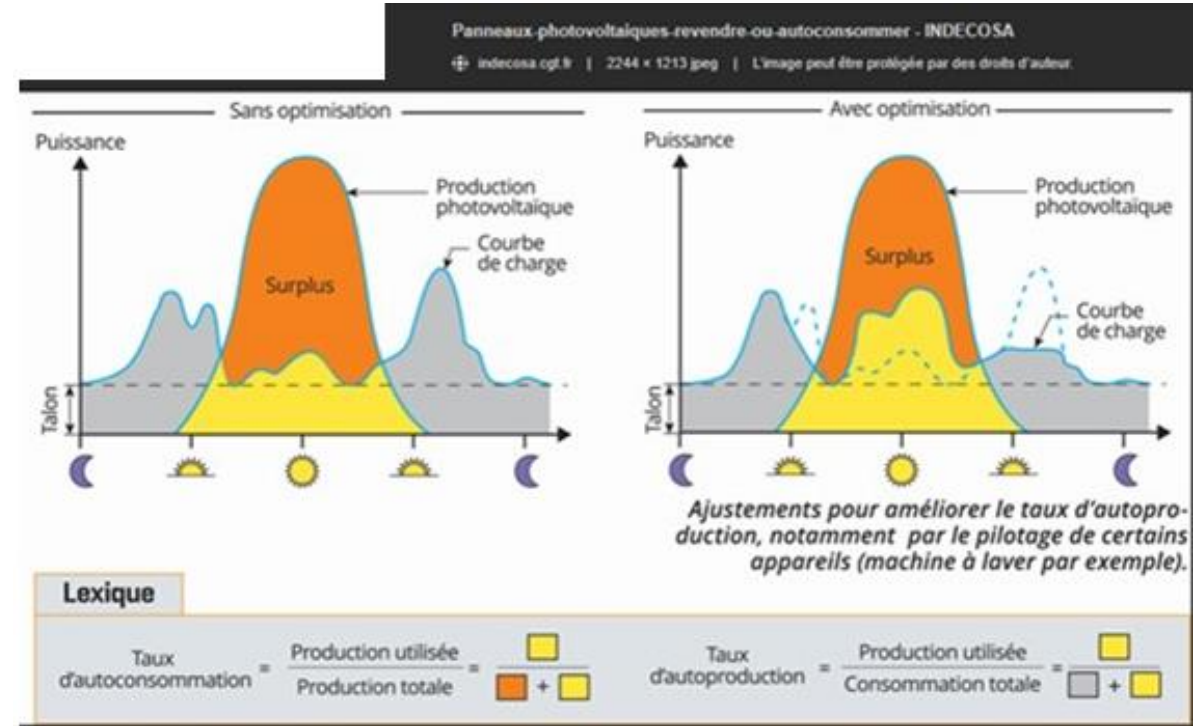 Panneaux-photovoltaiques-revendre-ou-autoconsommer - INDECOSA
indecosa.cgt.fr | 2244 × 1213 jpeg | L'image peut être protégée par des droits d'auteur.
Sans optimisation
Puissance
Production
photovoltaïque
Courbe
de charge
Surplus
Talon
Avec optimisation
Puissance
Production
photovoltaïque
Surplus
Courbe
de charge
Talon
Ajustements pour améliorer le taux d'autopro-
duction, notamment par le pilotage de certains
appareils (machine à laver par exemple).
Lexique
Taux
d'autoconsommation
=
Production utilisée
Production totale
=
+
Taux
d'autoproduction
=
Production utilisée
Consommation totale
=
+